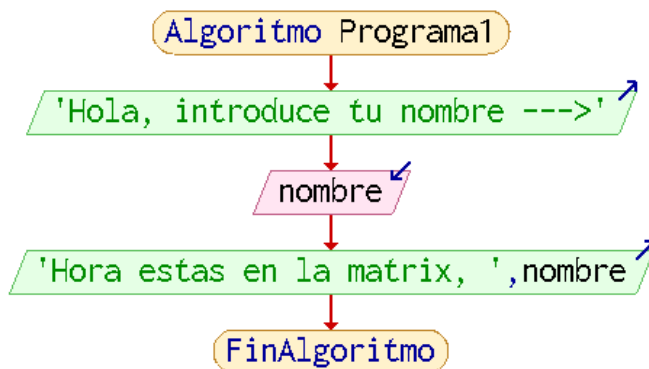 Algoritmo Programa1
'Hola, introduce tu nombre --->'
nombre
'Hora estas en la matrix, ',nombre
FinAlgoritmo